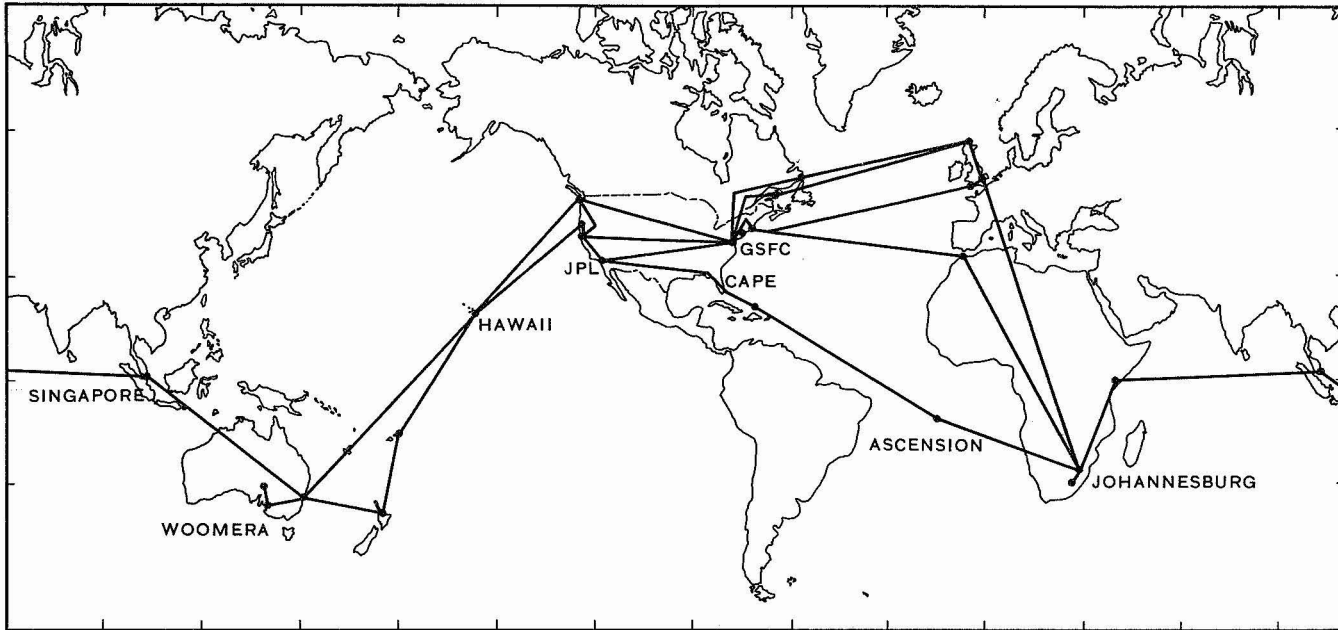 GSFC
JPL
CAPE
HAWAII
SINGAPORE
ASCENSION
JOHANNESBURG
WOOMERA